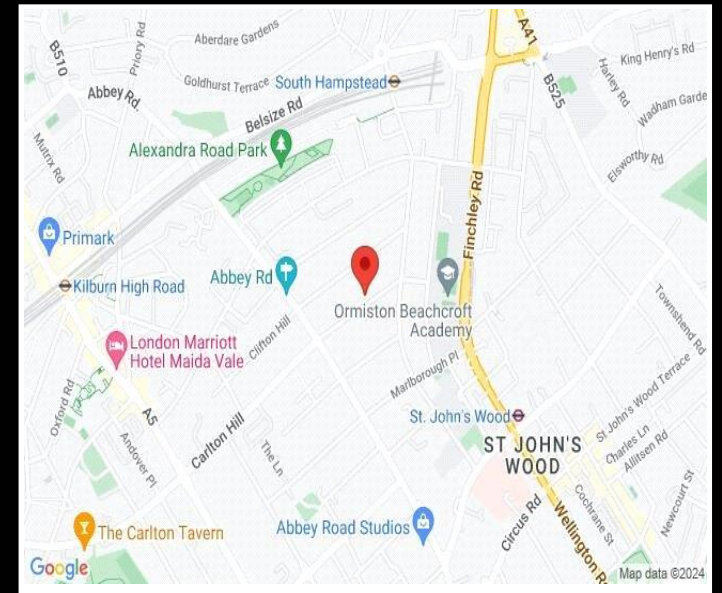 B510
Priory Rd
Aberdare Gardens
A41
King Henry's Rd
Goldhurst Terrace
South Hampstead
Harley Rd
B525
Abbey Rd.
Belsize Rd
Wadham Garde
Mutrix Rd
Alexandra Road Park
Elsworthy Rd
Finchley Rd
Primark
Kilburn High Road
Abbey Rd
Ormiston Beachcroft
Academy
Townshend Rd
London Marriott
Hotel Maida Vale
Clifton Hill
Marlborough Pl
Oxford Rd
A5
St. John's Wood
St John's Wood Terrace
Carlton Hill
ST JOHN'S
WOOD
Charles Ln
Allitsen Rd
Andover Pl
The Ln
Cochrane St
Newcourt St
The Carlton Tavern
Abbey Road Studios
Circus Rd
Wellington R
Google
Map data ©2024